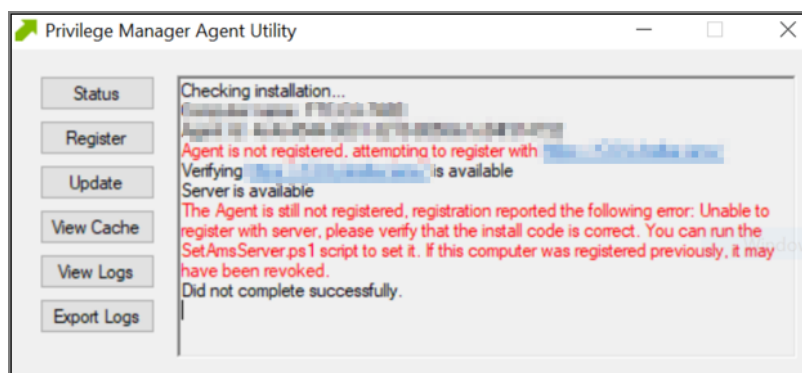 Privilege Manager Agent Utility
Status
Register
Update
View Cache
View Logs
Export Logs
Checking installation...
Agent is not registered, attempting to register with
Verifying is available
Server is available
The Agent is still not registered, registration reported the following error: Unable to
register with server, please verify that the install code is correct. You can run the
SetAmsServer.ps1 script to set it. If this computer was registered previously, it may
have been revoked.
Did not complete successfully.